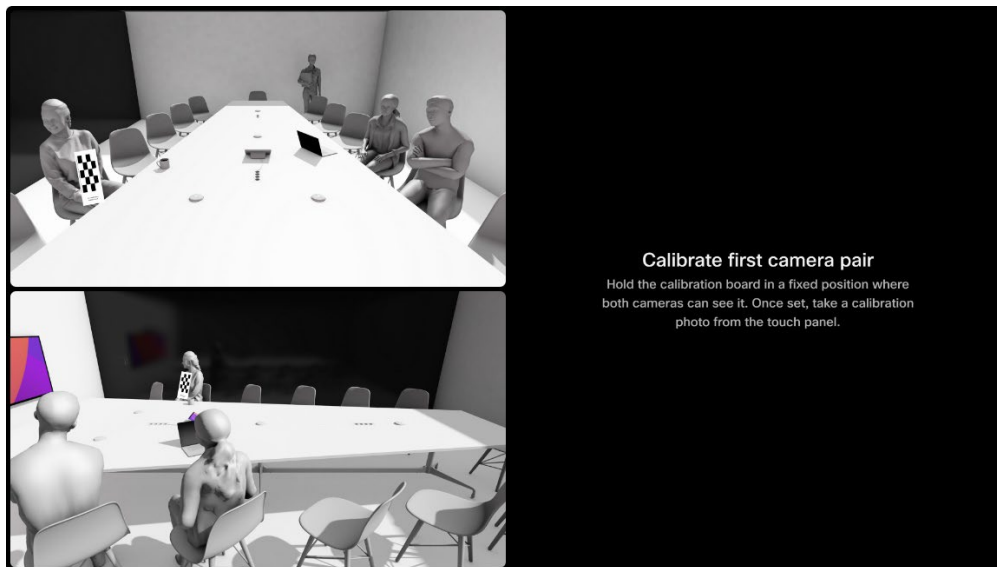 Calibrate first camera pair
Hold the calibration board in a fixed position where
both cameras can see it. Once set, take a calibration
photo from the touch panel.